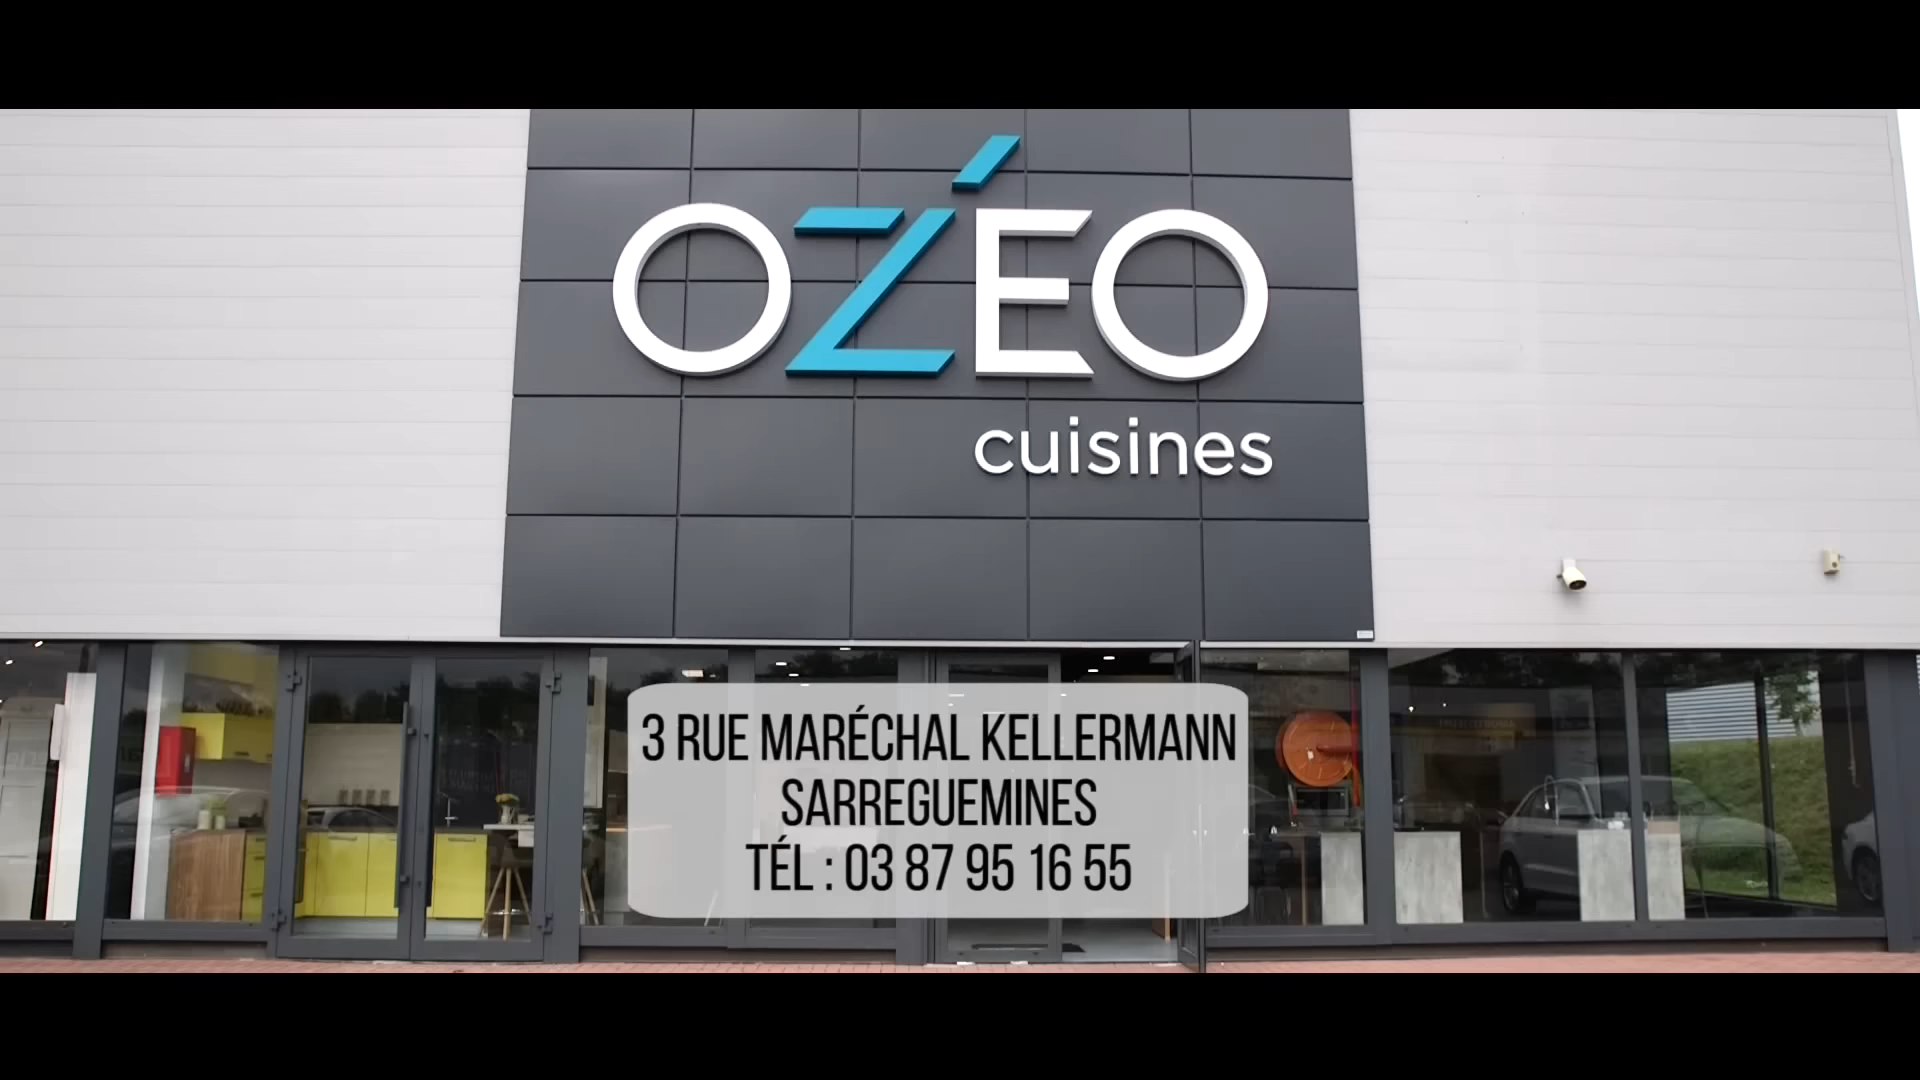 OZÉO
cuisines
3 RUE MARÉCHAL KELLERMANN
SARREGUEMINES
TÉL : 03 87 95 16 55